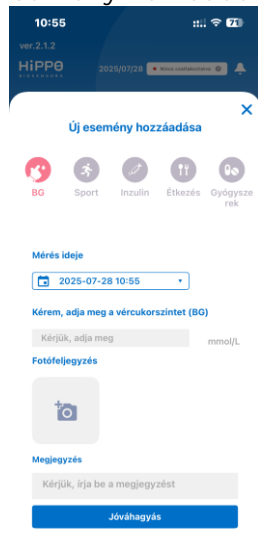 10:55
71
ver.2.1.2
HiPPO
2025/07/28
Új esemény hozzáadása
BG
Sport
Inzulin
Étkezés
Gyógysze
rek
Mérés ideje
2025-07-28 10:55
Kérem, adja meg a vércukorszintet (BG)
Kérjük, adja meg
mmol/L
Fotófeljegyzés
Megjegyzés
Kérjük, írja be a megjegyzést
Jóváhagyás